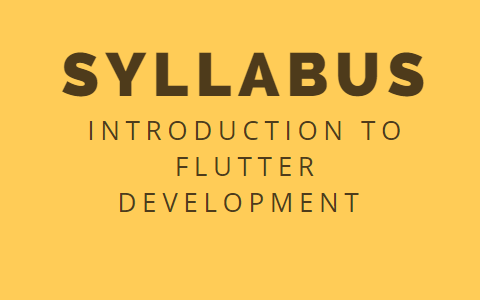 SYLLABUS
INTRODUCTION TO
FLUTTER
DEVELOPMENT